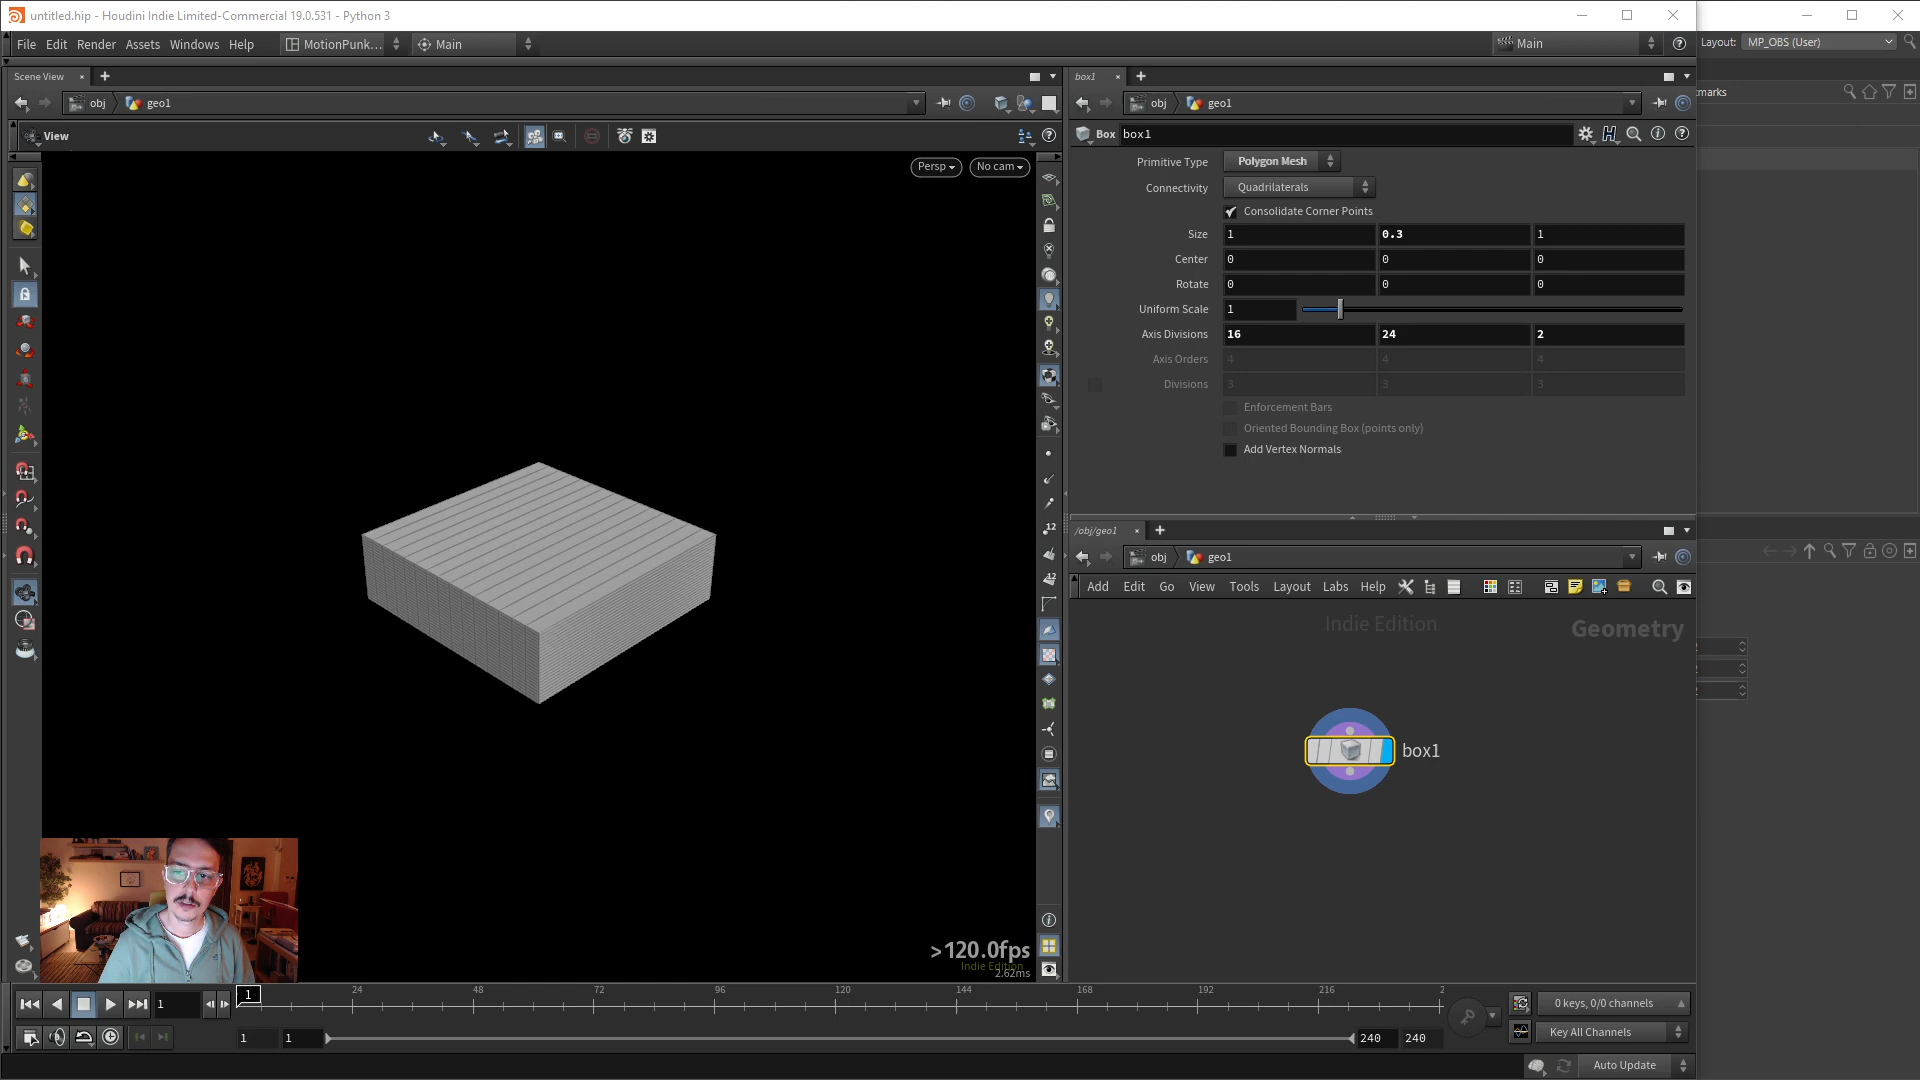 untitled.hip - Houdini Indie Limited-Commercial 19.0.531 - Python 3
File Edit Render Assets Windows Help MotionPunk... Main Main
Layout: MP_OBS (User)
Scene View
obj geo1
View
Persp No cam
>120.0fps
Indie Edition
2.62ms
box1
obj geo1
Box box1
Primitive Type Polygon Mesh
Connectivity Quadrilaterals
Consolidate Corner Points
Size 1 0.3 1
Center 0 0 0
Rotate 0 0 0
Uniform Scale 1
Axis Divisions 16 24 2
Axis Orders 4 4 4
Divisions 3 3 3
Enforcement Bars
Oriented Bounding Box (points only)
Add Vertex Normals
marks
/obj/geo1
obj geo1
Add Edit Go View Tools Layout Labs Help
Indie Edition Geometry
box1
12
12
1 1 24 48 72 96 120 144 168 192 216 2
0 keys, 0/0 channels
1 1 240 240
Key All Channels
Auto Update